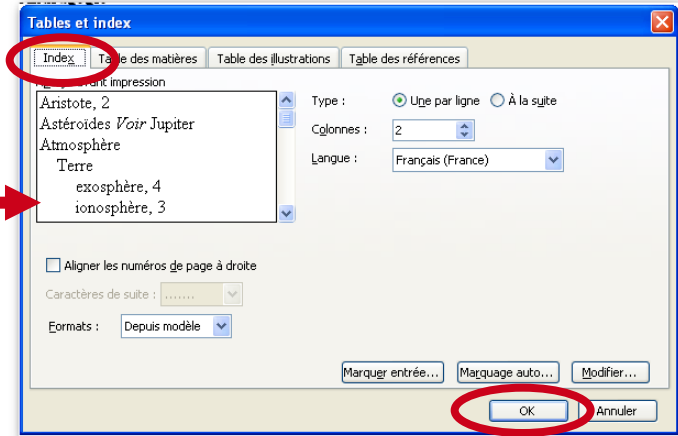 Tables et index
Index Table des matières Table des illustrations Table des références
avant impression
Aristote, 2
Astéroïdes Voir Jupiter
Atmosphère
Terre
exosphère, 4
ionosphère, 3
Type : Une par ligne À la suite
Colonnes : 2
Langue : Français (France)
Aligner les numéros de page à droite
Caractères de suite : .......
Formats : Depuis modèle
Marquer entrée... Marquage auto... Modifier...
OK Annuler